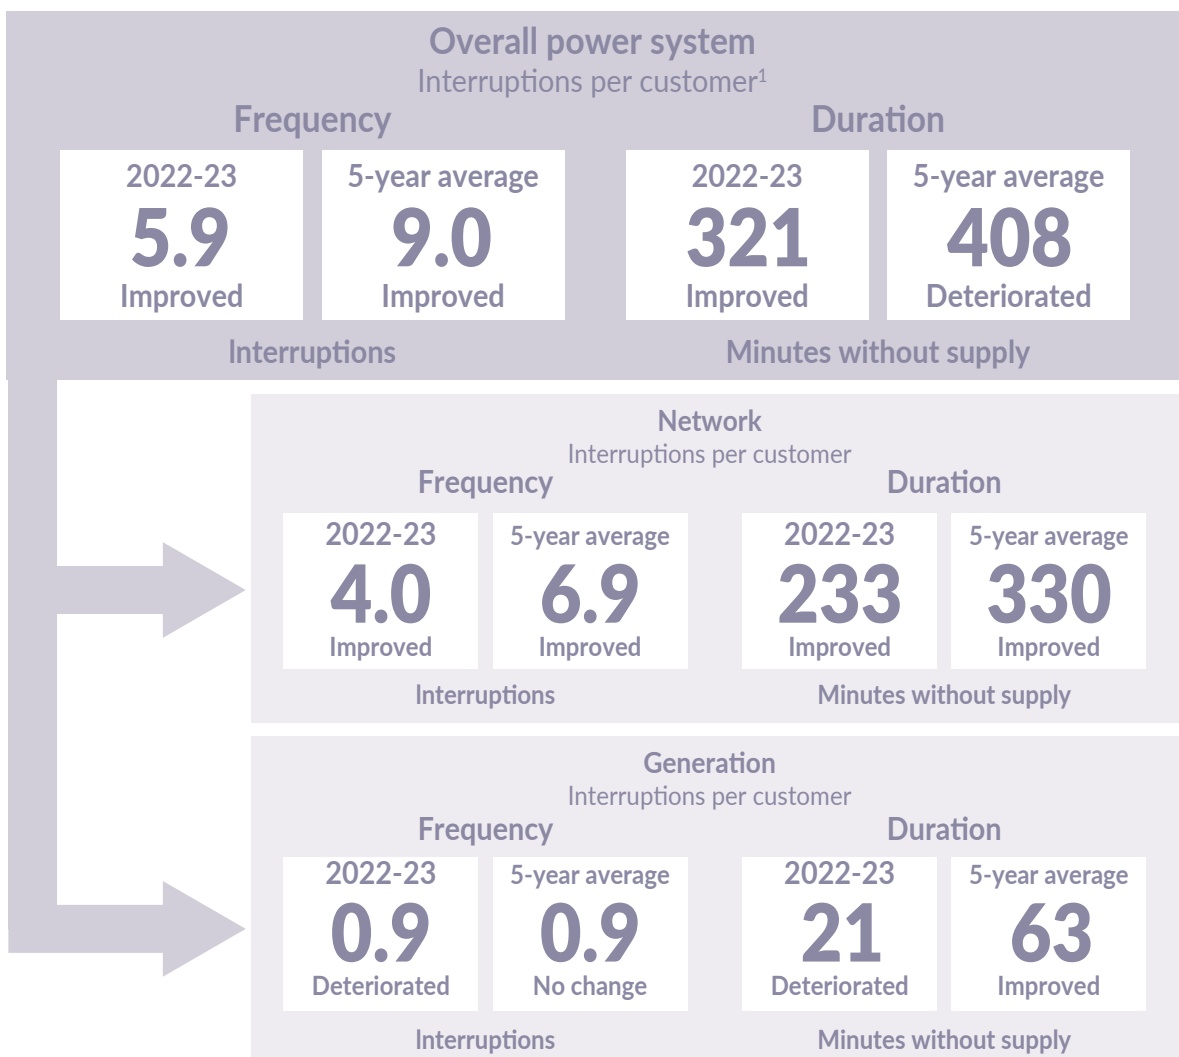 Overall power system
Interruptions per customer¹
Frequency
Duration
2022-23
5-year average
2022-23
5-year average
5.9
9.0
321
408
Improved
Improved
Improved
Deteriorated
Interruptions
Minutes without supply
Network
Interruptions per customer
Frequency
Duration
2022-23
5-year average
2022-23
5-year average
4.0
6.9
233
330
Improved
Improved
Improved
Improved
Interruptions
Minutes without supply
Generation
Interruptions per customer
Frequency
Duration
2022-23
5-year average
2022-23
5-year average
0.9
0.9
21
63
Deteriorated
No change
Deteriorated
Improved
Interruptions
Minutes without supply